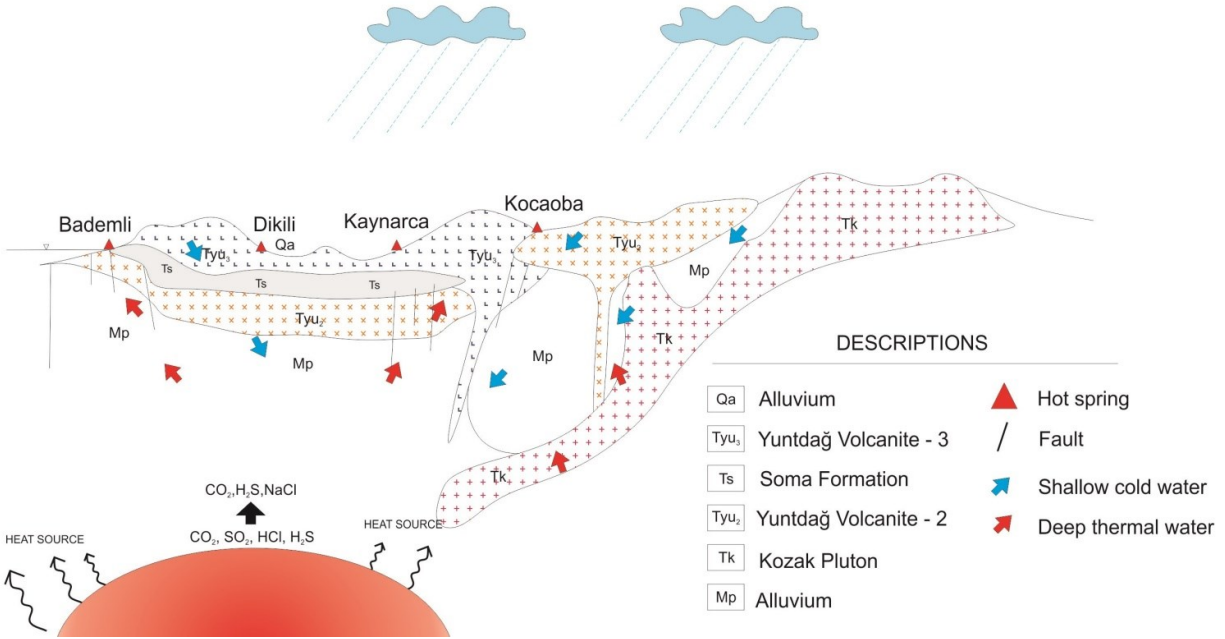 Bademli
Dikili
Kaynarca
Kocaoba
Qa
Tyu₃
Ts
Ts
Ts
Tyu₂
Mp
Mp
Tyu₃
Tyu₂
Mp
Mp
Tk
Tk
Tk
CO₂,H₂S,NaCl
CO₂, SO₂, HCl, H₂S
HEAT SOURCE
HEAT SOURCE
DESCRIPTIONS
Qa Alluvium
Tyu₃ Yuntdağ Volcanite - 3
Ts Soma Formation
Tyu₂ Yuntdağ Volcanite - 2
Tk Kozak Pluton
Mp Alluvium
Hot spring
Fault
Shallow cold water
Deep thermal water